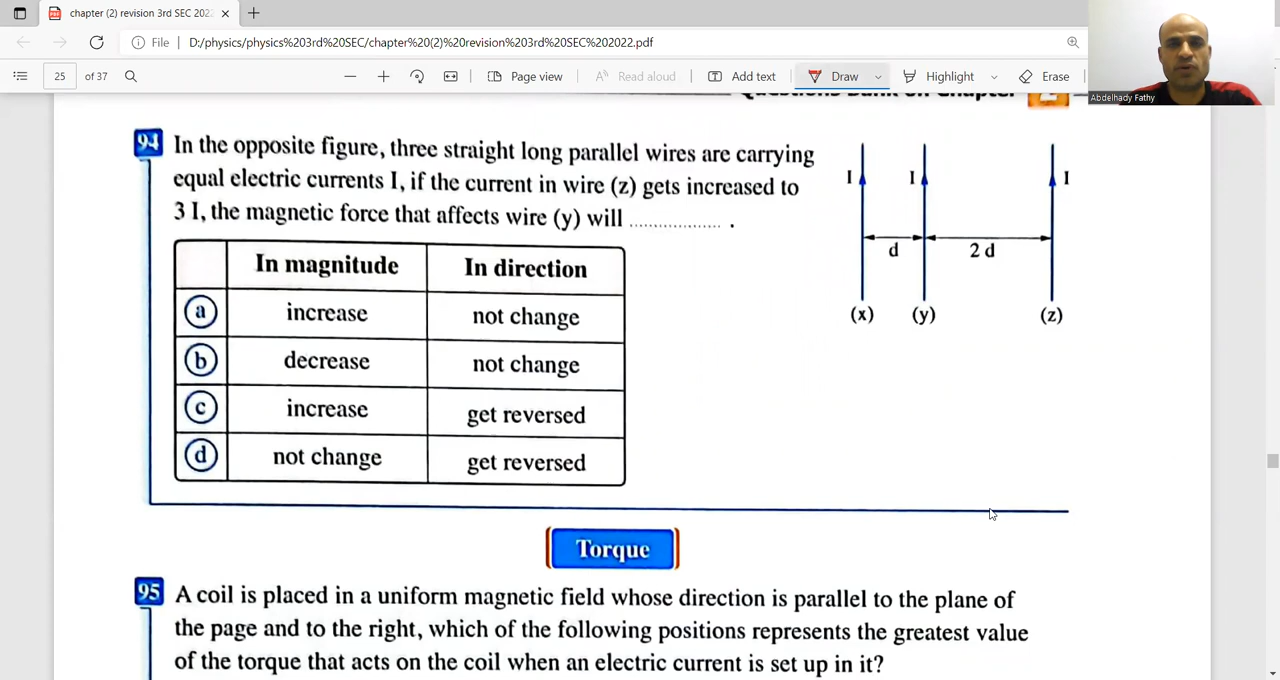 chapter (2) revision 3rd SEC 202
File D:/physics/physics%203rd%20SEC/chapter%20(2)%20revision%203rd%20SEC%202022.pdf
25 of 37 Page view Read aloud Add text Draw Highlight Erase
Abdelhady Fathy
Questions Bank on Chapter 2
94 In the opposite figure, three straight long parallel wires are carrying
equal electric currents I, if the current in wire (z) gets increased to
3 I, the magnetic force that affects wire (y) will .................. .
In magnitude In direction
a increase not change
b decrease not change
c increase get reversed
d not change get reversed
I I I
d 2 d
(x) (y) (z)
Torque
95 A coil is placed in a uniform magnetic field whose direction is parallel to the plane of
the page and to the right, which of the following positions represents the greatest value
of the torque that acts on the coil when an electric current is set up in it?